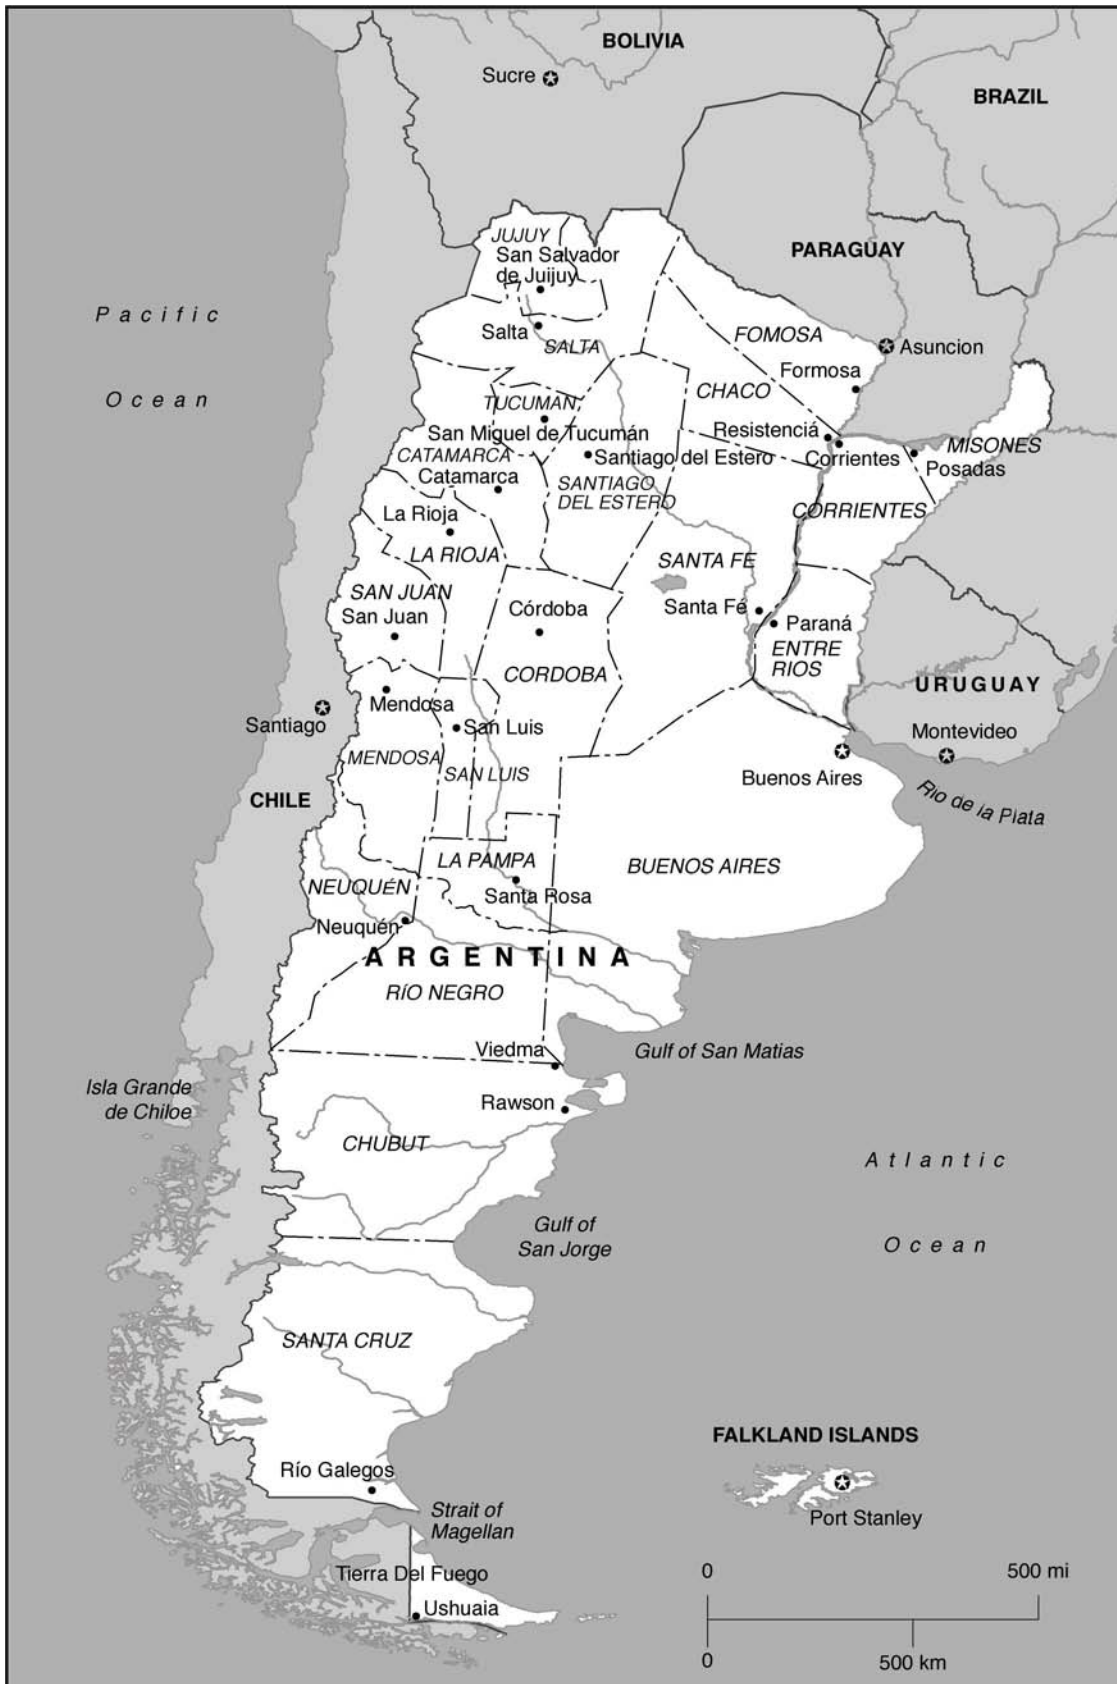 BOLIVIA
Sucre
BRAZIL
JUJUY
San Salvador
de Juijuy
PARAGUAY
Pacific
Ocean
Salta
SALTA
FOMOSA
Asuncion
Formosa
CHACO
TUCUMAN
San Miguel de Tucumán
Resistenciá
Corrientes
MISONES
Posadas
CATAMARCA
Catamarca
Santiago del Estero
SANTIAGO
DEL ESTERO
CORRIENTES
La Rioja
LA RIOJA
SANTA FE
SAN JUAN
San Juan
Córdoba
Santa Fé
Paraná
ENTRE
RIOS
CORDOBA
URUGUAY
Mendosa
Santiago
San Luis
Montevideo
MENDOSA
SAN LUIS
Buenos Aires
Rio de la Plata
CHILE
LA PAMPA
BUENOS AIRES
NEUQUÉN
Santa Rosa
Neuquén
ARGENTINA
RíO NEGRO
Viedma
Gulf of San Matias
Isla Grande
de Chiloe
Rawson
CHUBUT
Atlantic
Ocean
Gulf of
San Jorge
SANTA CRUZ
FALKLAND ISLANDS
Port Stanley
Río Galegos
Strait of
Magellan
Tierra Del Fuego
Ushuaia
0
500 mi
0
500 km